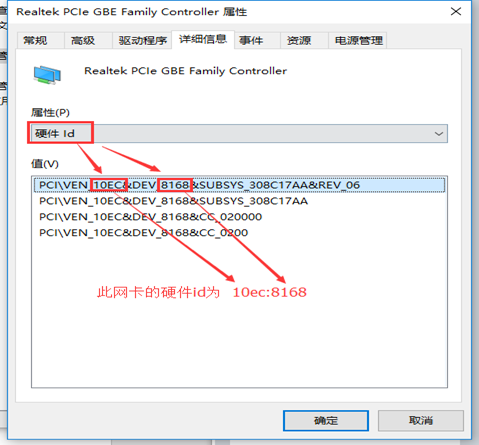 Realtek PCIe GBE Family Controller 属性
常规 高级 驱动程序 详细信息 事件 资源 电源管理
Realtek PCIe GBE Family Controller
属性(P)
硬件 Id
值(V)
PCI\VEN_10EC&DEV_8168&SUBSYS_308C17AA&REV_06
PCI\VEN_10EC&DEV_8168&SUBSYS_308C17AA
PCI\VEN_10EC&DEV_8168&CC_020000
PCI\VEN_10EC&DEV_8168&CC_0200
此网卡的硬件id为 10ec:8168
确定 取消